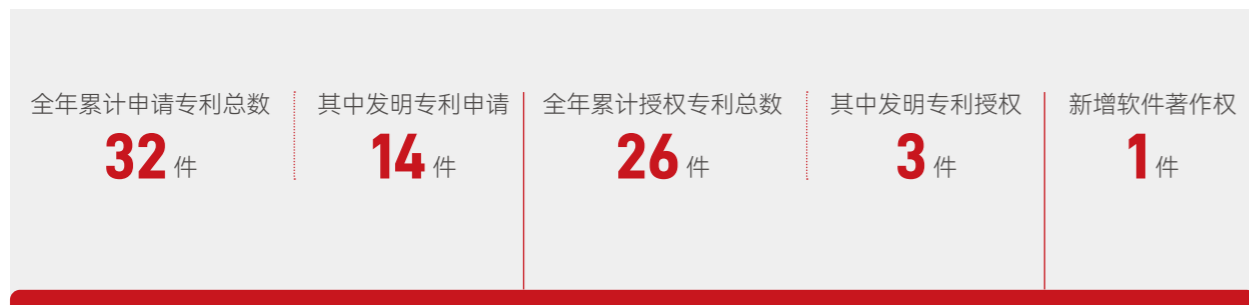 全年累计申请专利总数
32 件
其中发明专利申请
14 件
全年累计授权专利总数
26 件
其中发明专利授权
3 件
新增软件著作权
1 件